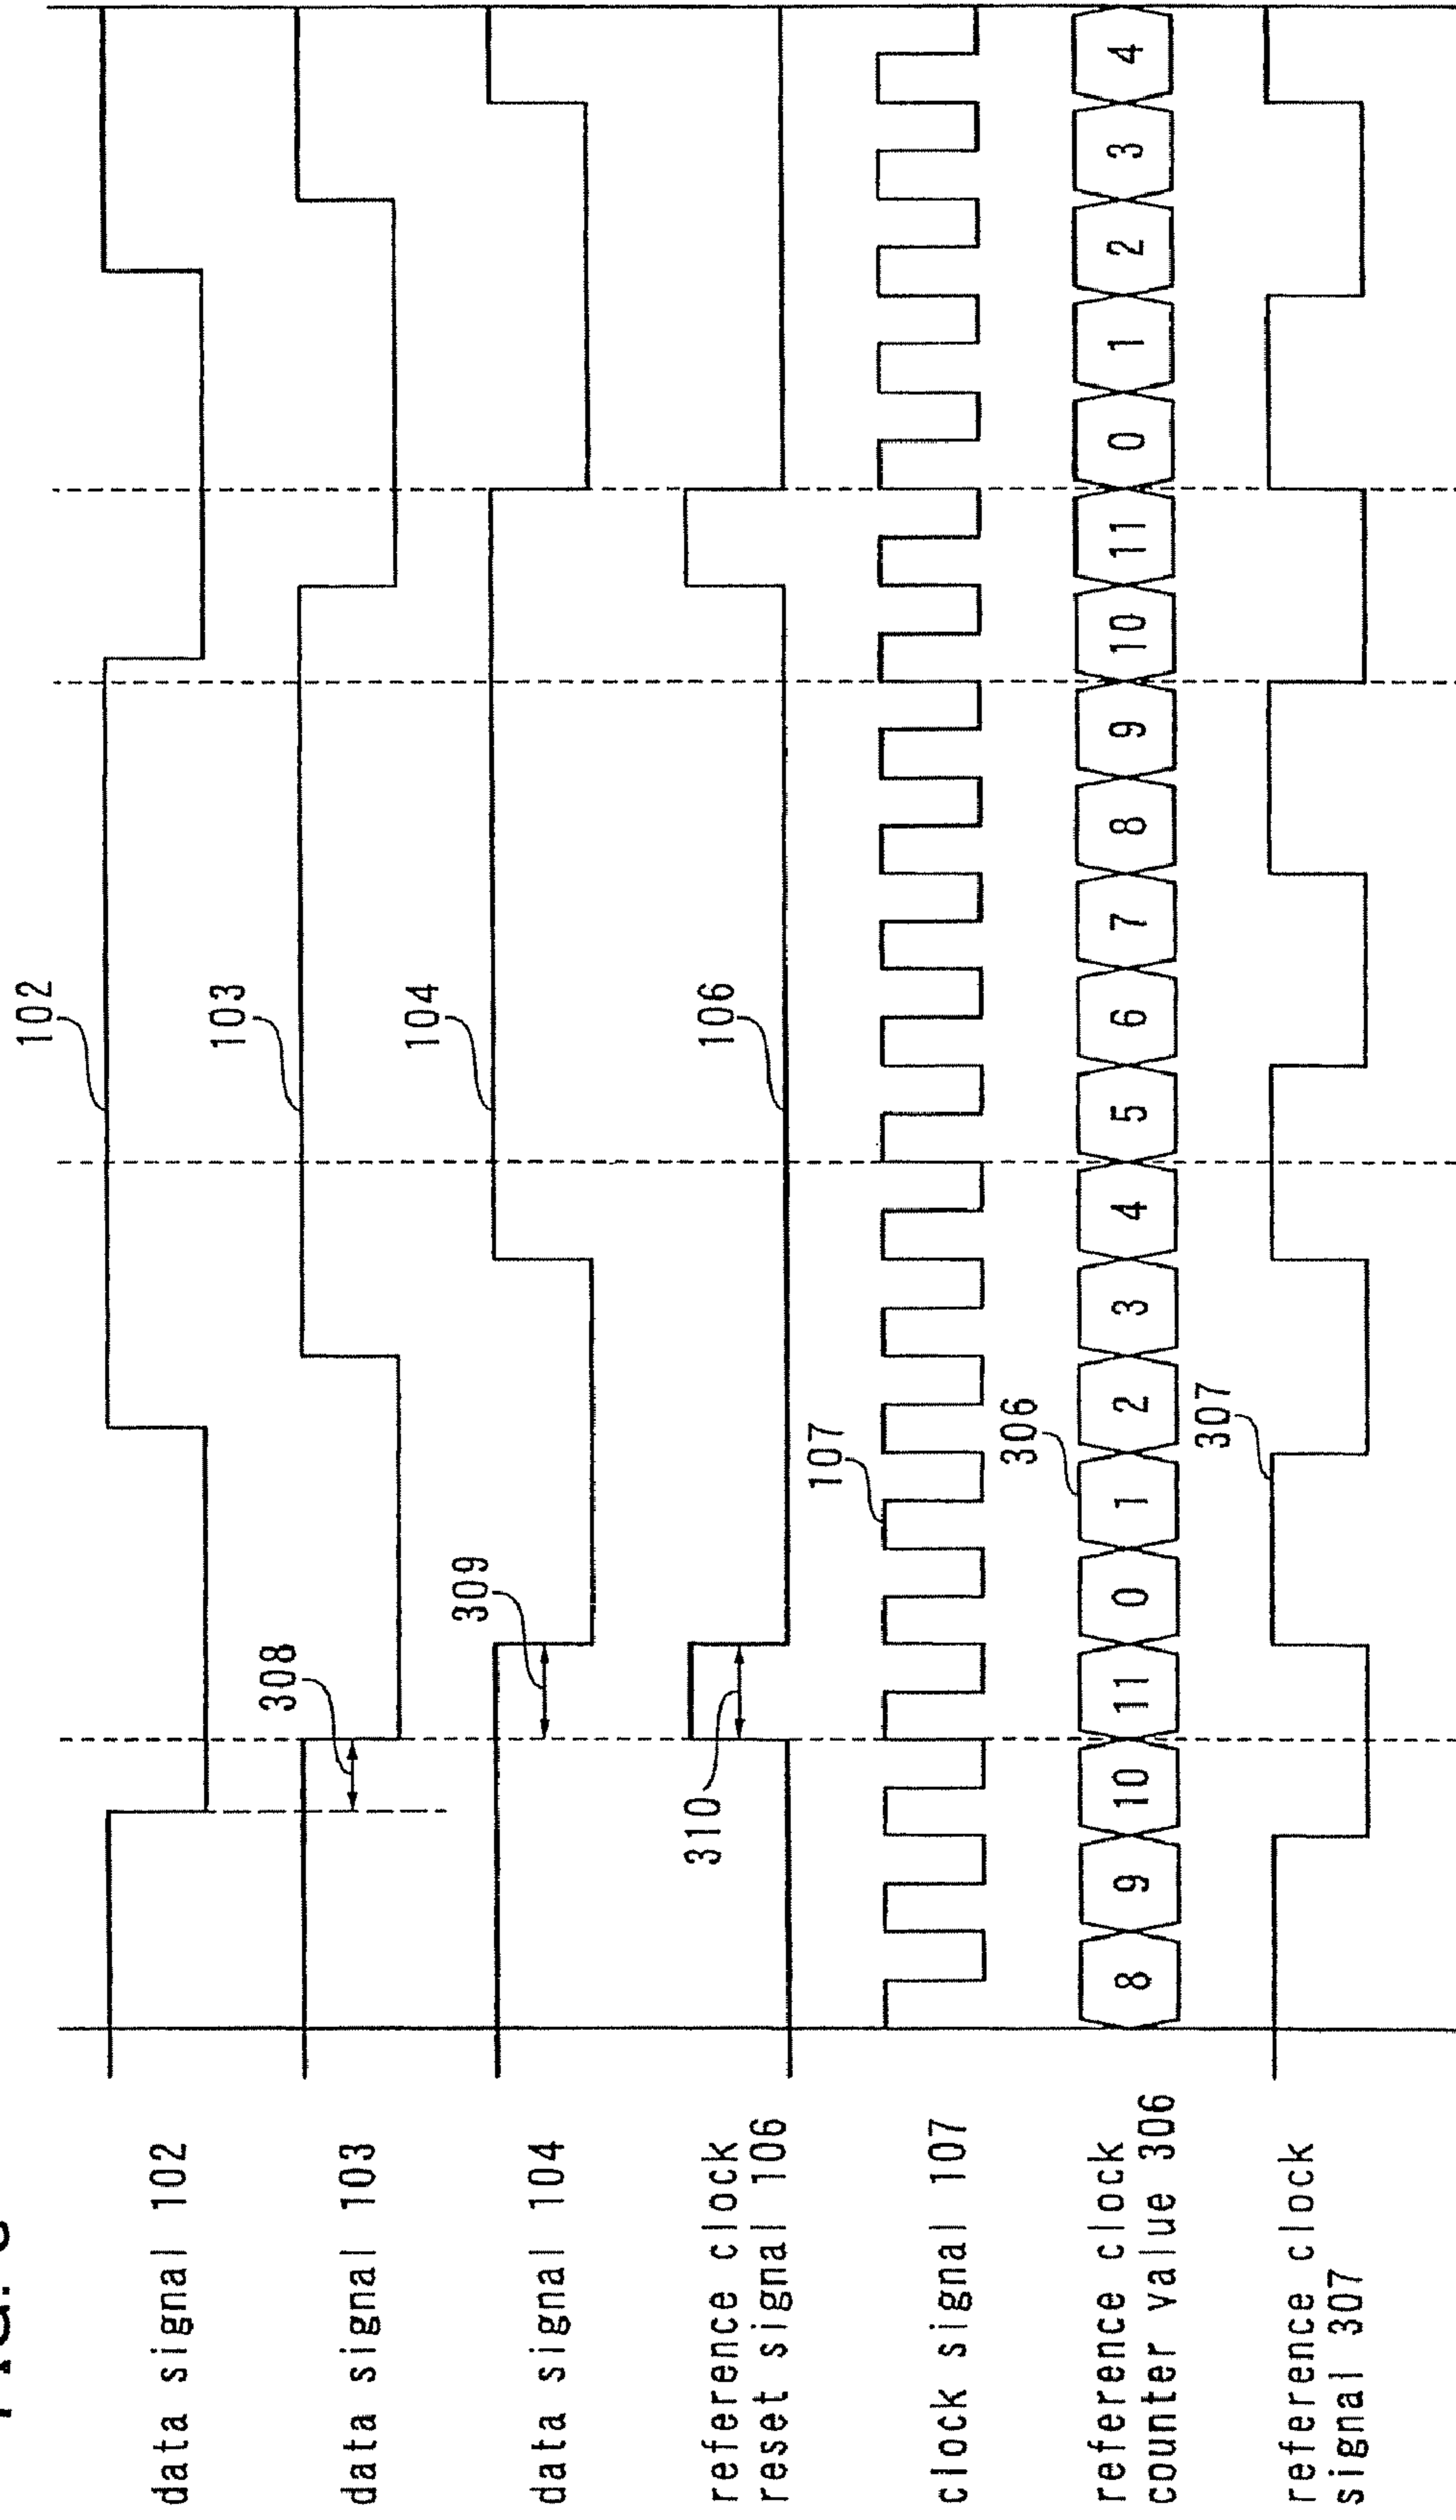 102
data signal 102
103
308
data signal 103
104
309
data signal 104
106
310
reference clock
reset signal 106
107
clock signal 107
306
8 9 10 11 0 1 2 3 4 5 6 7 8 9 10 11 0 1 2 3 4
reference clock
counter value 306
307
reference clock
signal 307